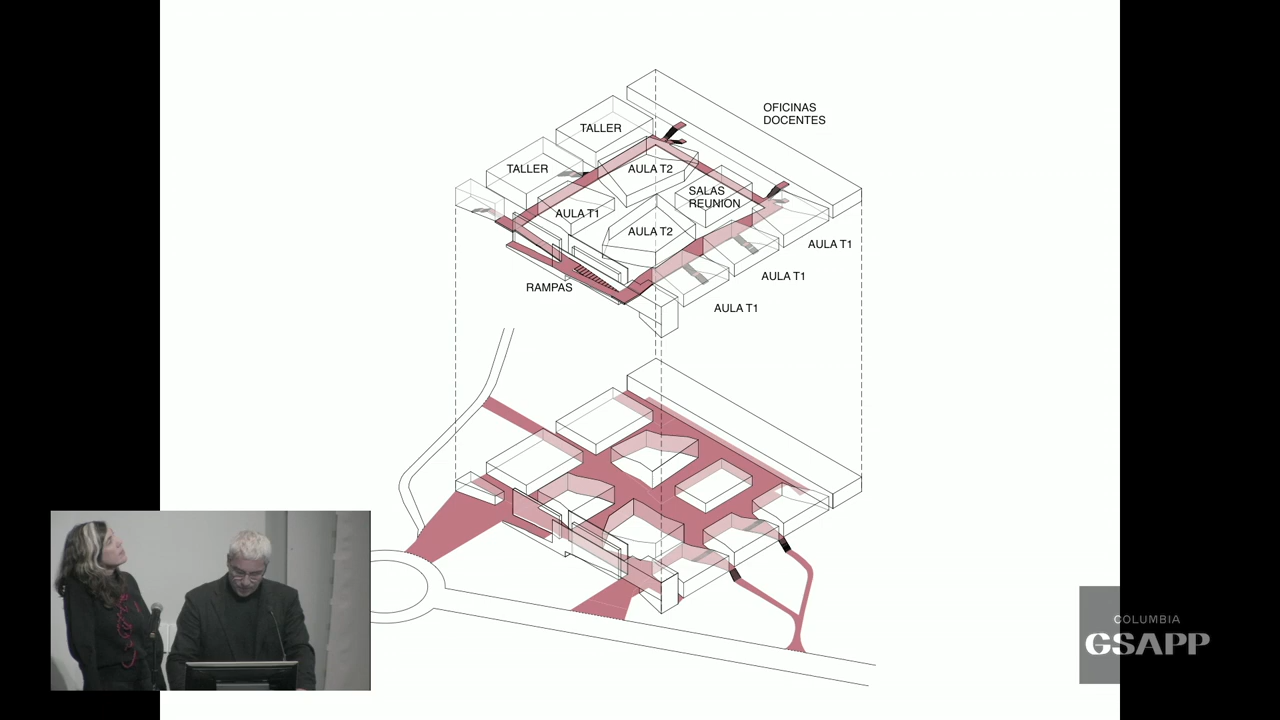 OFICINAS
DOCENTES
TALLER
TALLER
AULA T2
SALAS
REUNIÓN
AULA T1
AULA T2
AULA T1
AULA T1
RAMPAS
AULA T1
COLUMBIA
GSAPP